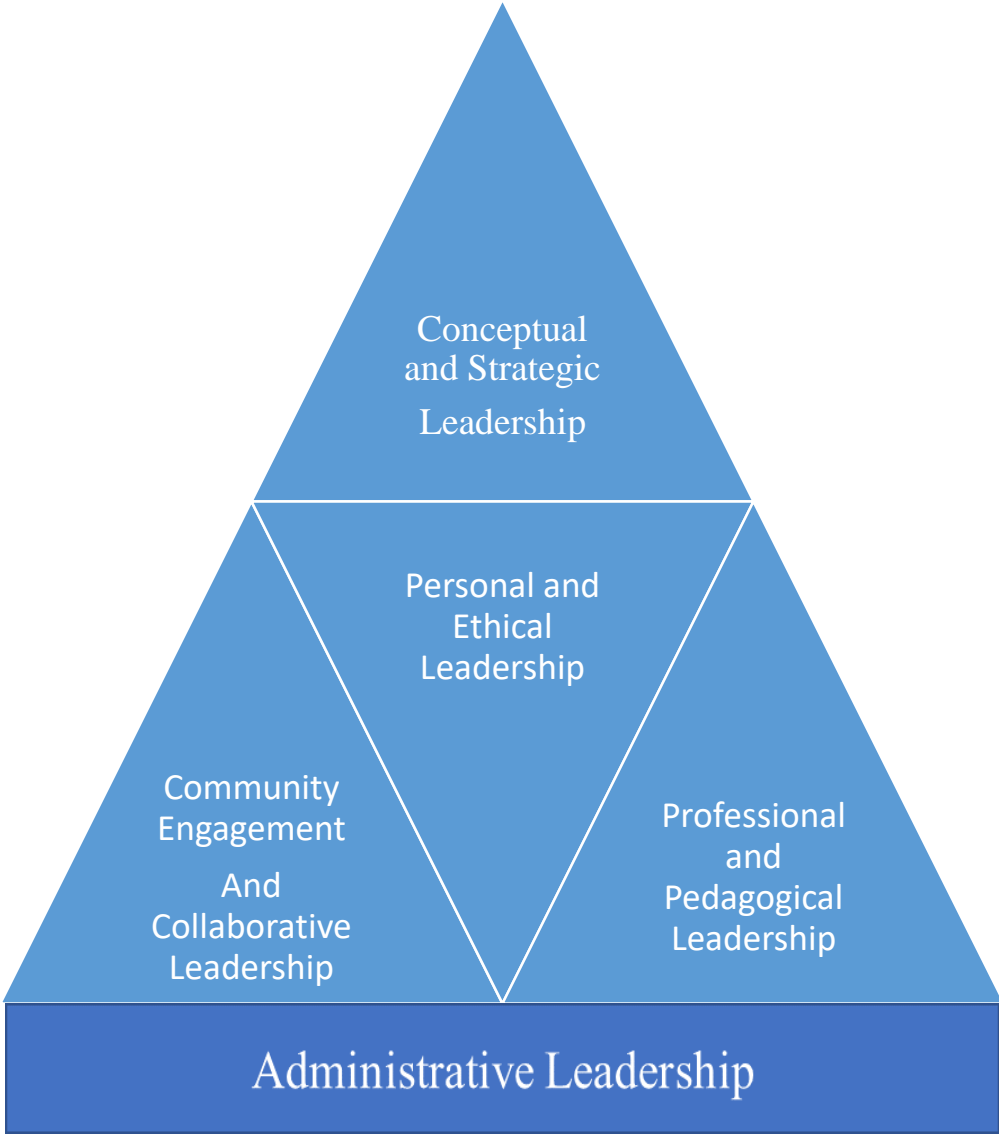 Conceptual
and Strategic
Leadership
Personal and
Ethical
Leadership
Community
Engagement
And
Collaborative
Leadership
Professional
and
Pedagogical
Leadership
Administrative Leadership